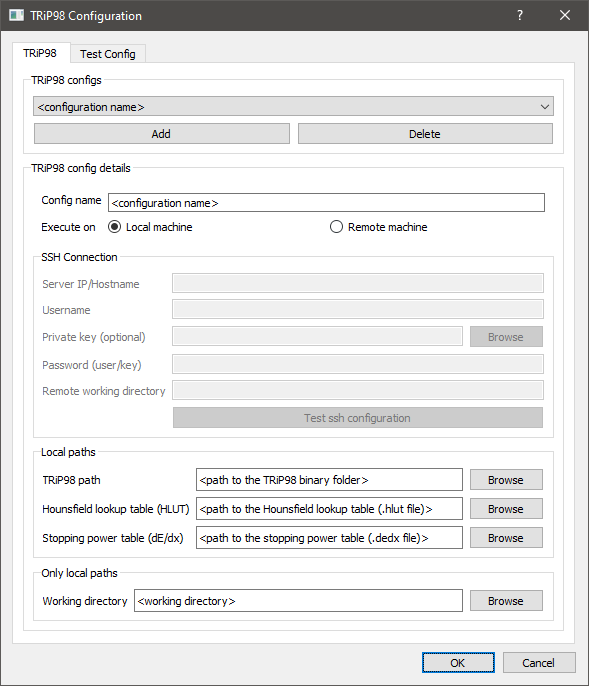 TRiP98 Configuration
TRiP98 Test Config
TRiP98 configs
<configuration name>
Add Delete
TRiP98 config details
Config name <configuration name>
Execute on Local machine Remote machine
SSH Connection
Server IP/Hostname
Username
Private key (optional) Browse
Password (user/key)
Remote working directory
Test ssh configuration
Local paths
TRiP98 path <path to the TRiP98 binary folder> Browse
Hounsfield lookup table (HLUT) <path to the Hounsfield lookup table (.hlut file)> Browse
Stopping power table (dE/dx) <path to the stopping power table (.dedx file)> Browse
Only local paths
Working directory <working directory> Browse
OK Cancel